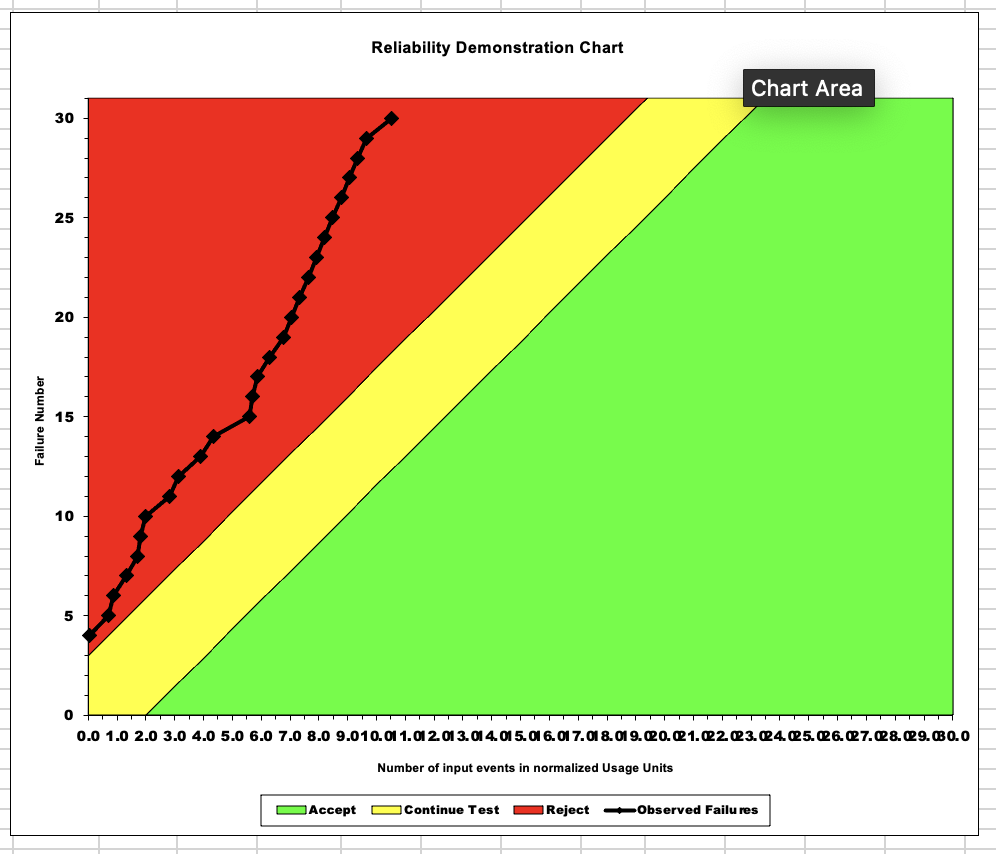 Reliability Demonstration Chart
Chart Area
30
25
20
15
10
5
0
Failure Number
0.0 1.0 2.0 3.0 4.0 5.0 6.0 7.0 8.0 9.0 10.0 11.0 12.0 13.0 14.0 15.0 16.0 17.0 18.0 19.0 20.0 21.0 22.0 23.0 24.0 25.0 26.0 27.0 28.0 29.0 30.0
Number of input events in normalized Usage Units
Accept Continue Test Reject Observed Failures